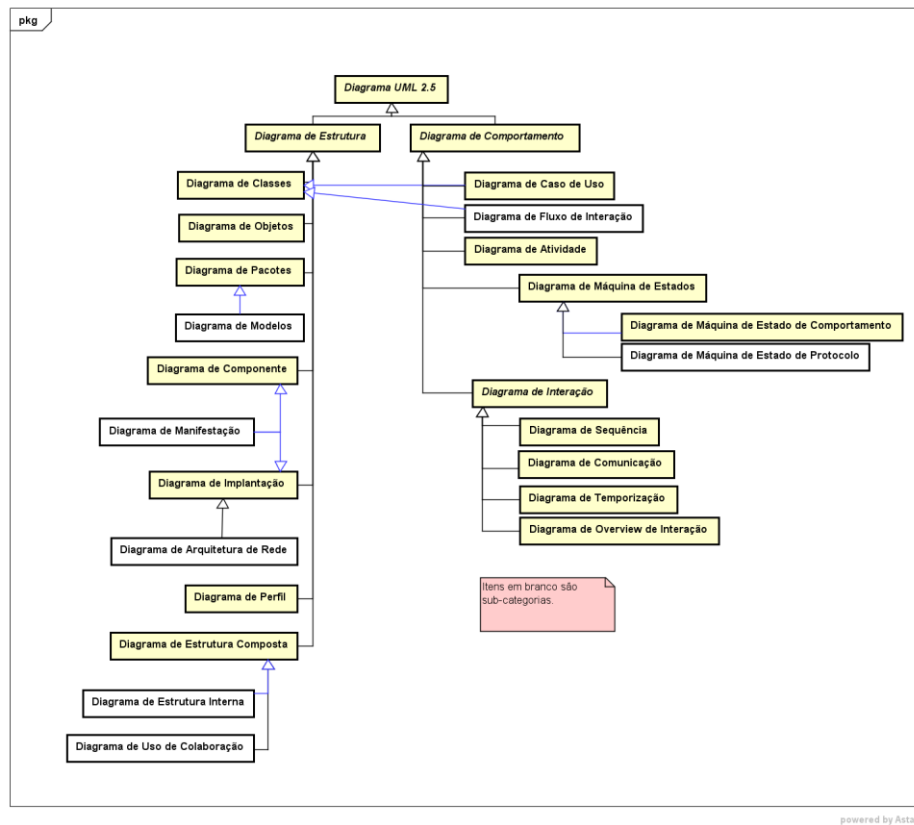 pkg
Diagrama UML 2.5
Diagrama de Estrutura
Diagrama de Comportamento
Diagrama de Classes
Diagrama de Caso de Uso
Diagrama de Fluxo de Interação
Diagrama de Objetos
Diagrama de Atividade
Diagrama de Pacotes
Diagrama de Máquina de Estados
Diagrama de Modelos
Diagrama de Máquina de Estado de Comportamento
Diagrama de Máquina de Estado de Protocolo
Diagrama de Componente
Diagrama de Interação
Diagrama de Manifestação
Diagrama de Sequência
Diagrama de Comunicação
Diagrama de Implantação
Diagrama de Temporização
Diagrama de Overview de Interação
Diagrama de Arquitetura de Rede
Itens em branco são
sub-categorias.
Diagrama de Perfil
Diagrama de Estrutura Composta
Diagrama de Estrutura Interna
Diagrama de Uso de Colaboração
powered by Asta